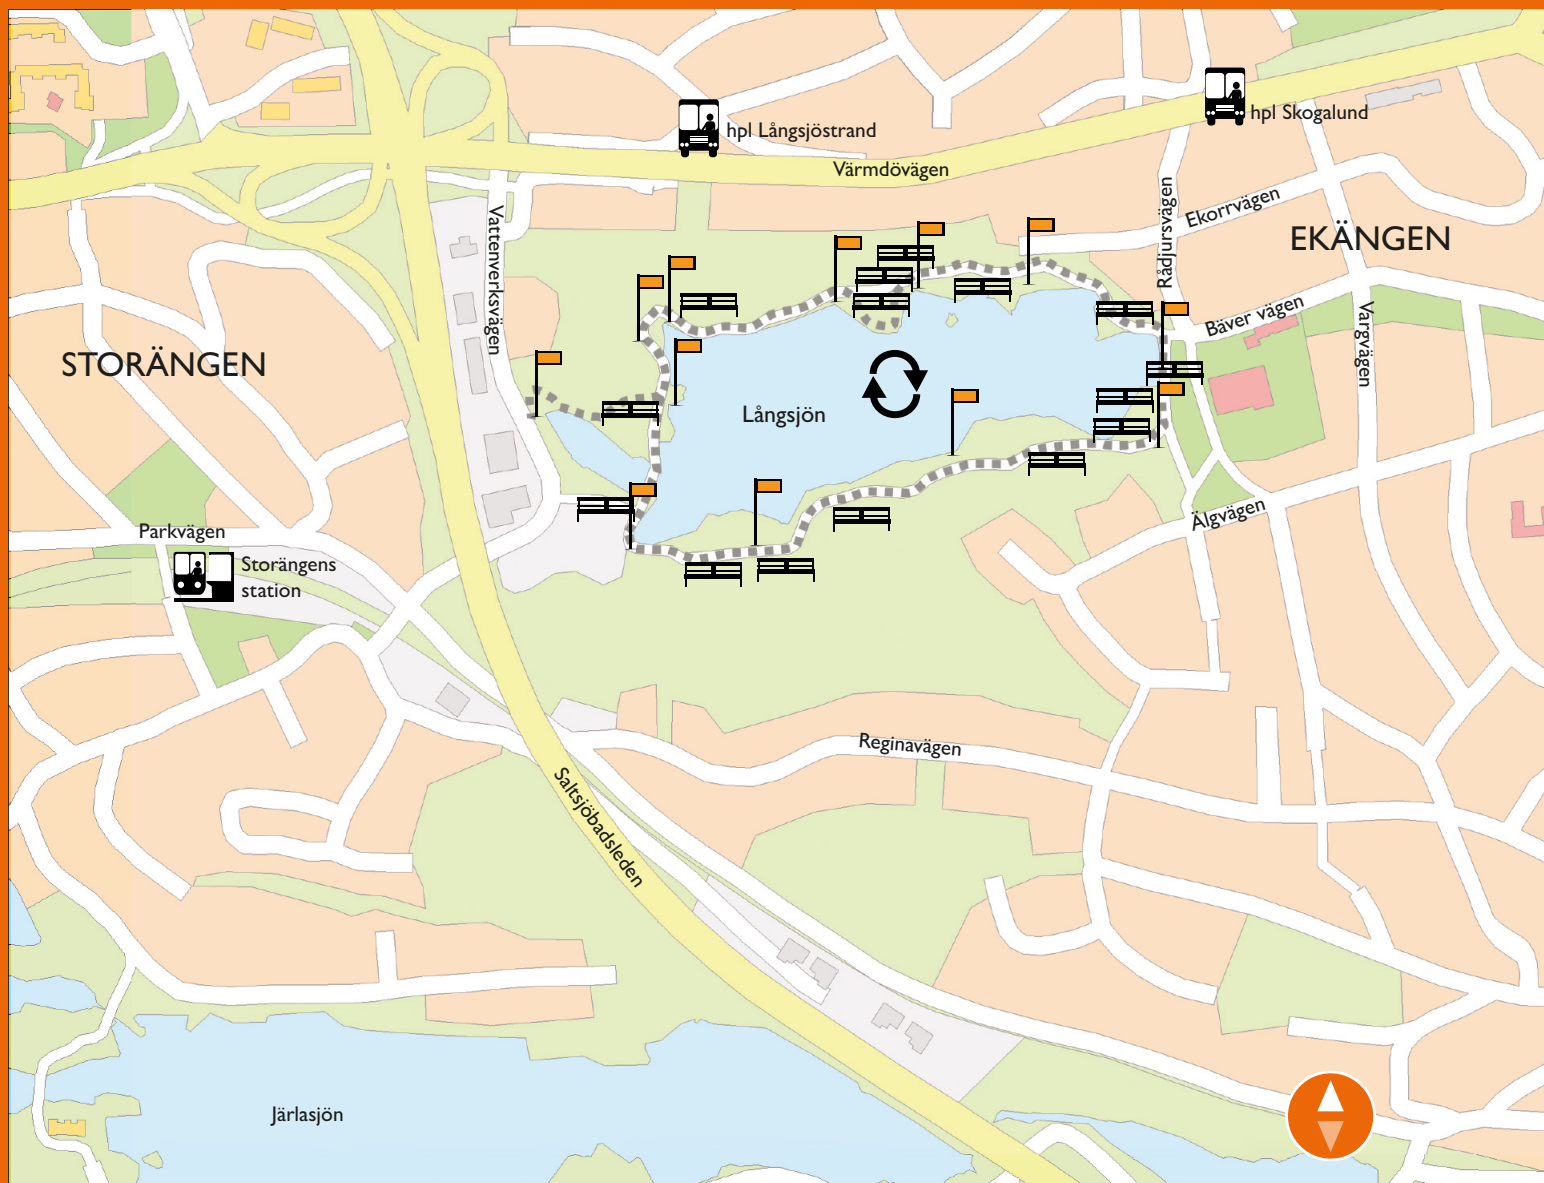 hpl Skogalund
hpl Långsjöstrand
Värmdövägen
Vattenverksvägen
Rådjursvägen
Ekorrvägen
EKÄNGEN
Bäver vägen
Vargvägen
STORÄNGEN
Långsjön
Älgvägen
Parkvägen
Storängens
station
Reginavägen
Saltsjöbadsleden
Järlasjön